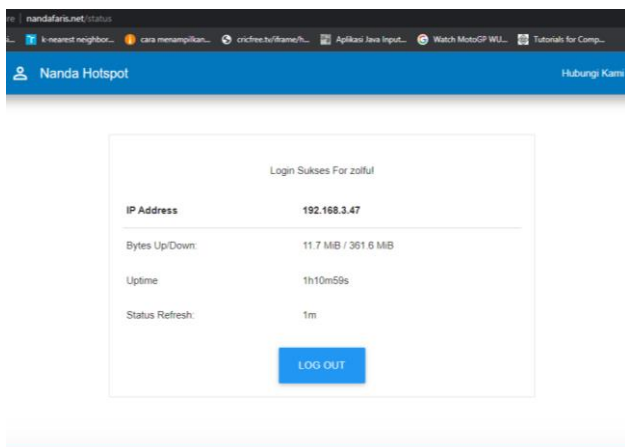 nandafaris.net/status
k-nearest neighbor... cara menampilkan... cricfree.tv/iframe/h... Aplikasi Java Input... Watch MotoGP WU... Tutorials for Comp...
Nanda Hotspot Hubungi Kami
Login Sukses For zolful
IP Address 192.168.3.47
Bytes Up/Down: 11.7 MiB / 361.6 MiB
Uptime 1h10m59s
Status Refresh: 1m
LOG OUT